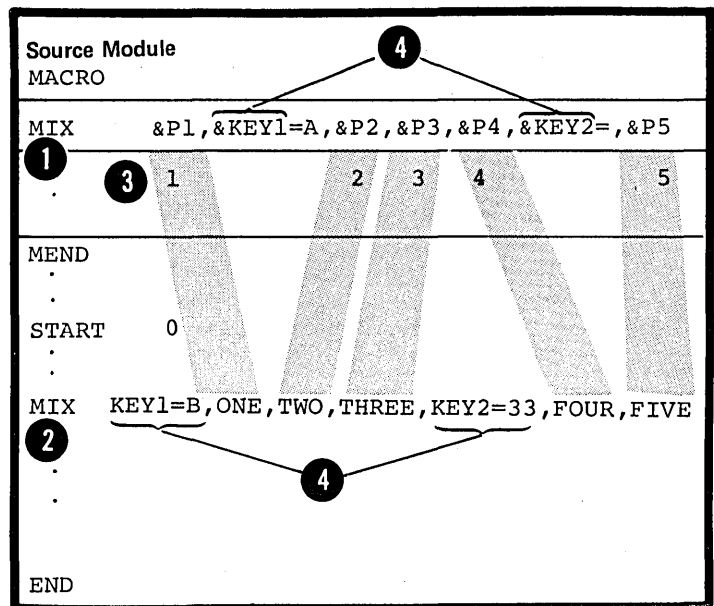 Source Module
4
MACRO
MIX &P1,&KEY1=A,&P2,&P3,&P4,&KEY2=,&P5
1
3 1 2 3 4 5
.
MEND
.
.
START 0
.
.
MIX KEY1=B,ONE,TWO,THREE,KEY2=33,FOUR,FIVE
2
4
.
.
END